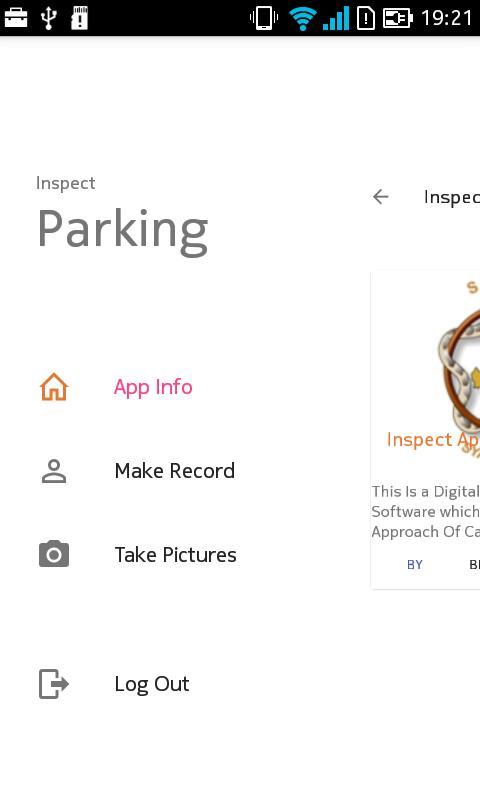 19:21
Inspect
Parking
Inspec
App Info
Inspect Ap
Make Record
This Is a Digital
Software which
Approach Of Ca
Take Pictures
BY
Log Out